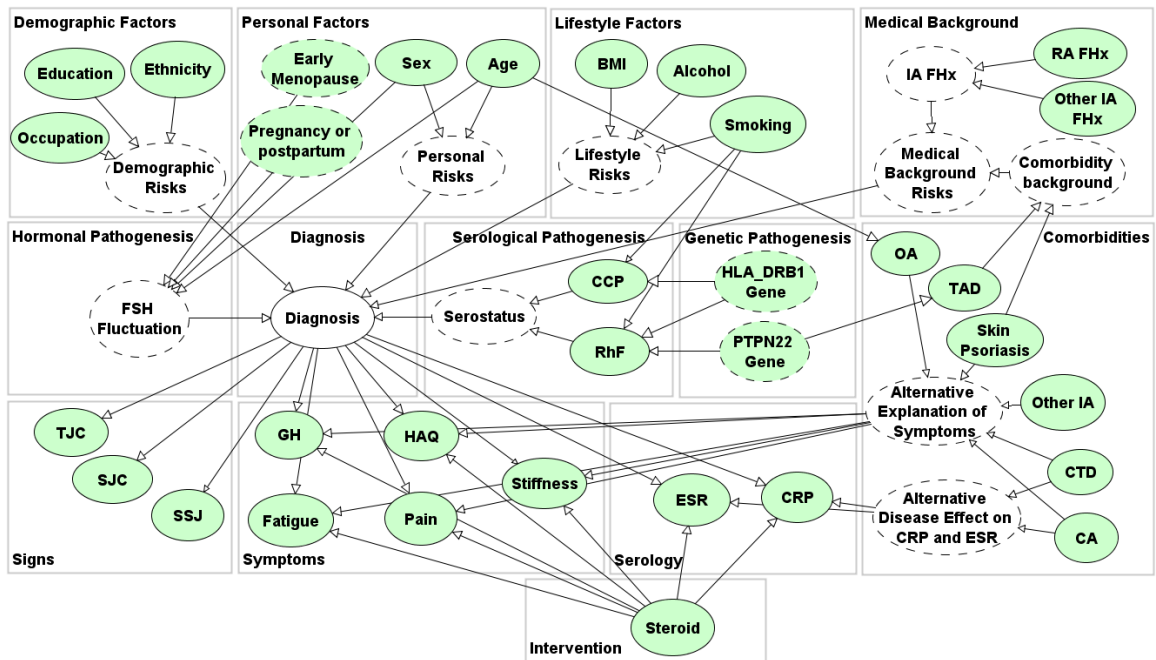 Demographic Factors
Education
Ethnicity
Occupation
Demographic
Risks
Personal Factors
Early
Menopause
Sex
Age
Pregnancy or
postpartum
Personal
Risks
Lifestyle Factors
BMI
Alcohol
Smoking
Lifestyle
Risks
Medical Background
IA FHx
RA FHx
Other IA
FHx
Medical
Background
Risks
Comorbidity
background
Hormonal Pathogenesis
FSH
Fluctuation
Diagnosis
Diagnosis
Serological Pathogenesis
CCP
Serostatus
RhF
Genetic Pathogenesis
HLA_DRB1
Gene
PTPN22
Gene
Comorbidities
OA
TAD
Skin
Psoriasis
Alternative
Explanation of
Symptoms
Other IA
CTD
Alternative
Disease Effect on
CRP and ESR
CA
TJC
SJC
SSJ
Signs
GH
HAQ
Stiffness
Fatigue
Pain
Symptoms
ESR
CRP
Serology
Steroid
Intervention